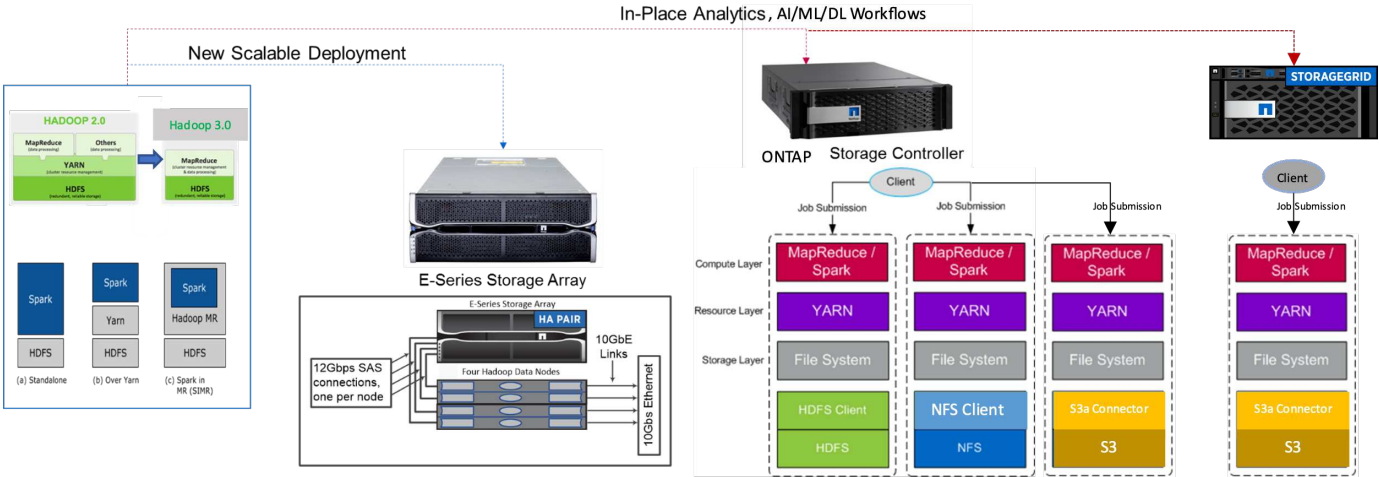 In-Place Analytics, AI/ML/DL Workflows
New Scalable Deployment
HADOOP 2.0
MapReduce
(data processing)
Others
(data processing)
YARN
(cluster resource management)
HDFS
(redundant, reliable storage)
Hadoop 3.0
MapReduce
(cluster resource management
& data processing)
HDFS
(redundant, reliable storage)
Spark
HDFS
(a) Standalone
Spark
Yarn
HDFS
(b) Over Yarn
Spark
Hadoop MR
HDFS
(c) Spark in
MR (SIMR)
E-Series Storage Array
E-Series Storage Array
HA PAIR
12Gbps SAS
connections,
one per node
10GbE
Links
Four Hadoop Data Nodes
10Gbs Ethernet
ONTAP Storage Controller
STORAGEGRID
Client
Job Submission
Job Submission
Job Submission
Client
Job Submission
Compute Layer
Resource Layer
Storage Layer
MapReduce /
Spark
YARN
File System
HDFS Client
HDFS
MapReduce /
Spark
YARN
File System
NFS Client
NFS
MapReduce /
Spark
YARN
File System
S3a Connector
S3
MapReduce /
Spark
YARN
File System
S3a Connector
S3